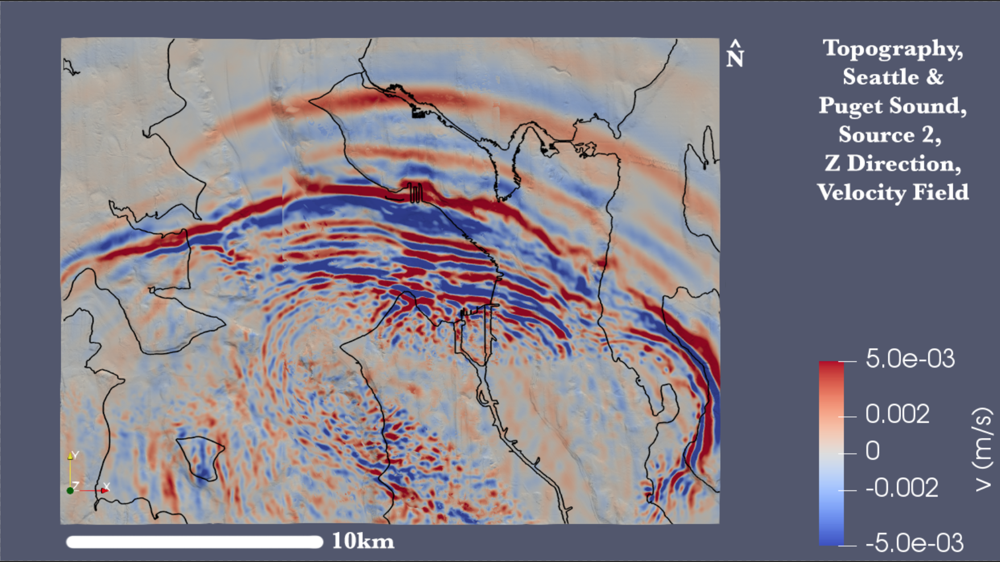 ^
N
Topography,
Seattle &
Puget Sound,
Source 2,
Z Direction,
Velocity Field
5.0e-03
0.002
0
-0.002
-5.0e-03
v (m/s)
Y
Z
X
10km